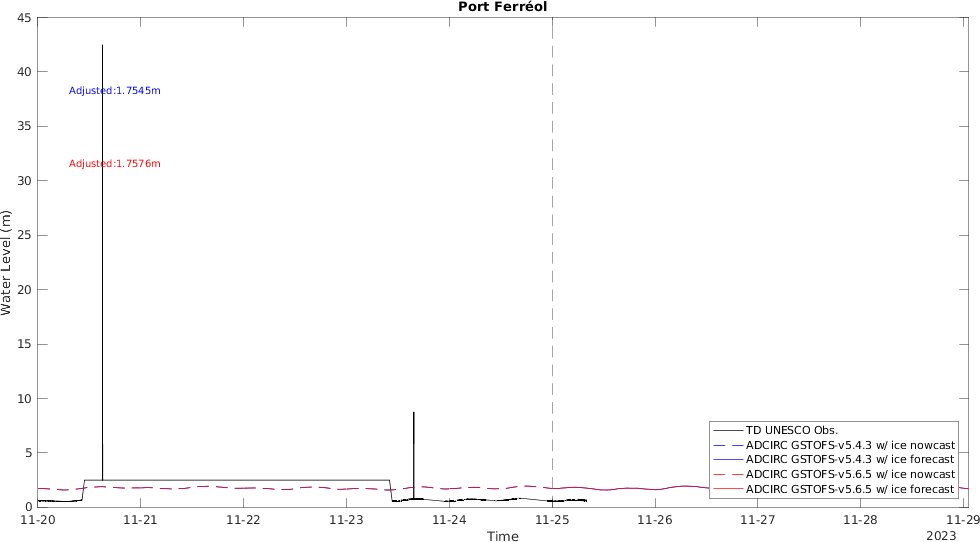 Port Ferréol
45
40
35
30
25
20
15
10
5
0
Water Level (m)
Adjusted:1.7545m
Adjusted:1.7576m
TD UNESCO Obs.
ADCIRC GSTOFS-v5.4.3 w/ ice nowcast
ADCIRC GSTOFS-v5.4.3 w/ ice forecast
ADCIRC GSTOFS-v5.6.5 w/ ice nowcast
ADCIRC GSTOFS-v5.6.5 w/ ice forecast
11-20 11-21 11-22 11-23 11-24 11-25 11-26 11-27 11-28 11-29
Time
2023